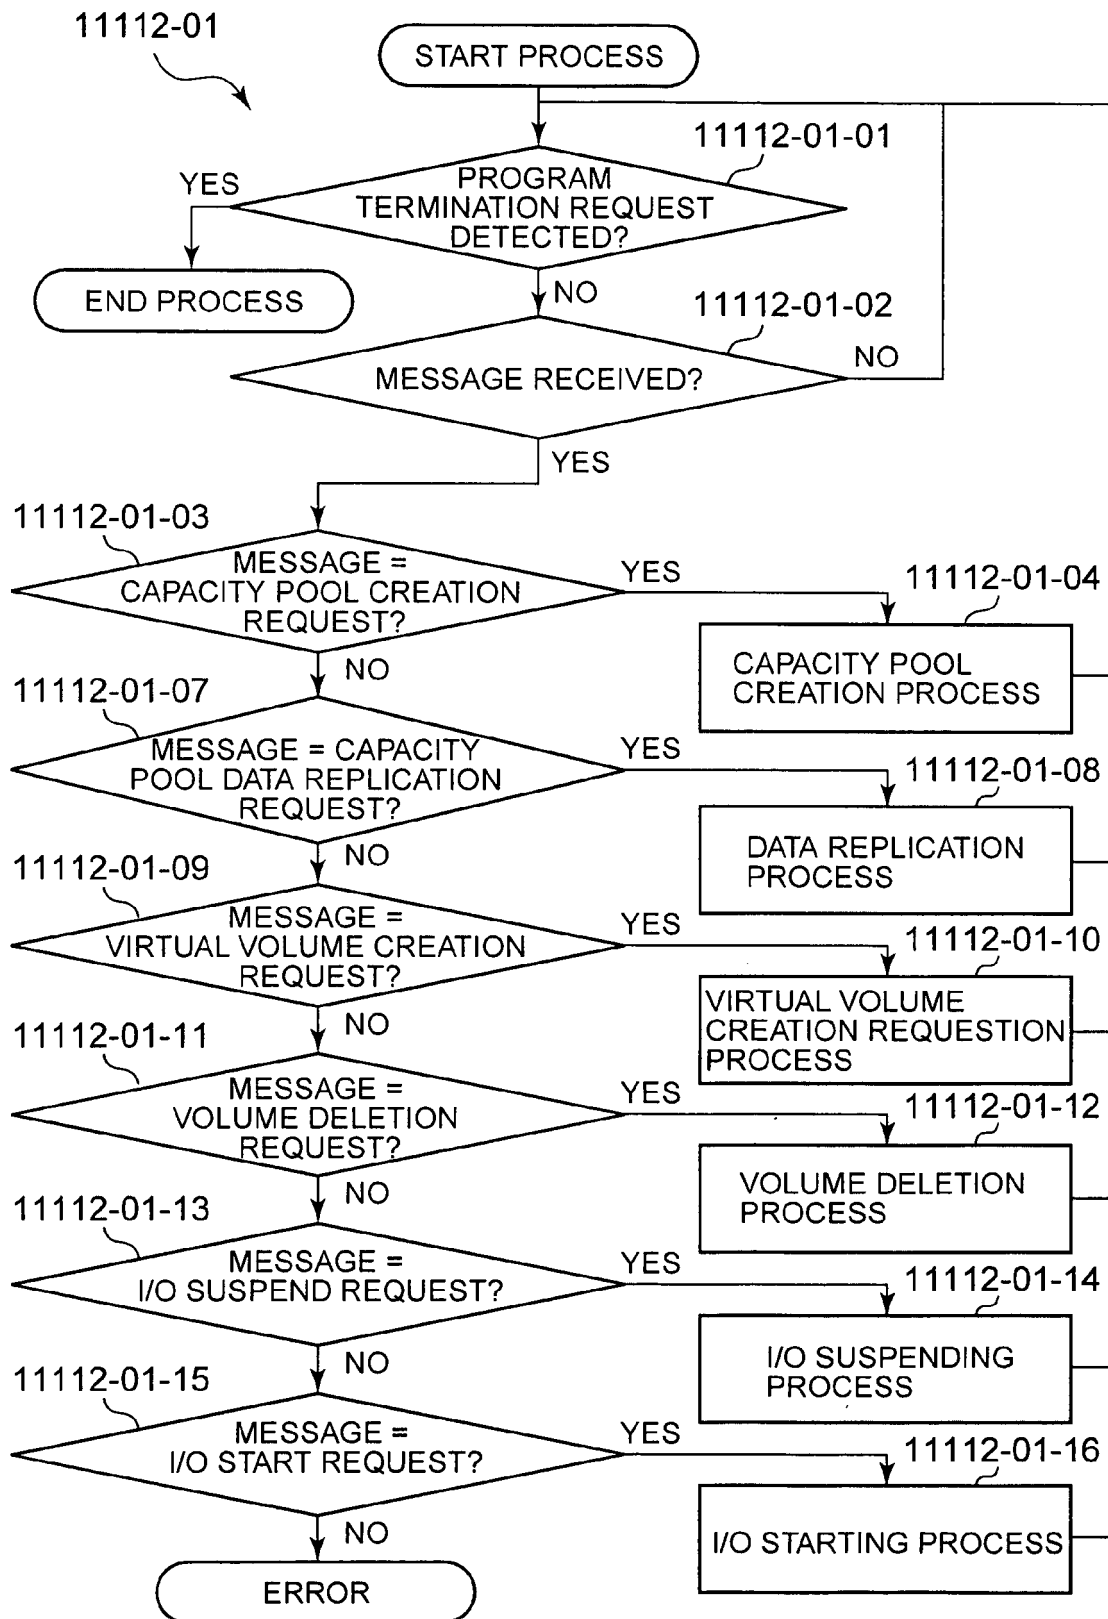 11112-01
START PROCESS
11112-01-01
YES
PROGRAM
TERMINATION REQUEST
DETECTED?
END PROCESS
NO
11112-01-02
MESSAGE RECEIVED?
NO
YES
11112-01-03
MESSAGE =
CAPACITY POOL CREATION
REQUEST?
YES
11112-01-04
CAPACITY POOL
CREATION PROCESS
NO
11112-01-07
MESSAGE = CAPACITY
POOL DATA REPLICATION
REQUEST?
YES
11112-01-08
DATA REPLICATION
PROCESS
NO
11112-01-09
MESSAGE =
VIRTUAL VOLUME CREATION
REQUEST?
YES
11112-01-10
VIRTUAL VOLUME
CREATION REQUESTION
PROCESS
NO
11112-01-11
MESSAGE =
VOLUME DELETION
REQUEST?
YES
11112-01-12
VOLUME DELETION
PROCESS
NO
11112-01-13
MESSAGE =
I/O SUSPEND REQUEST?
YES
11112-01-14
I/O SUSPENDING
PROCESS
NO
11112-01-15
MESSAGE =
I/O START REQUEST?
YES
11112-01-16
I/O STARTING PROCESS
NO
ERROR